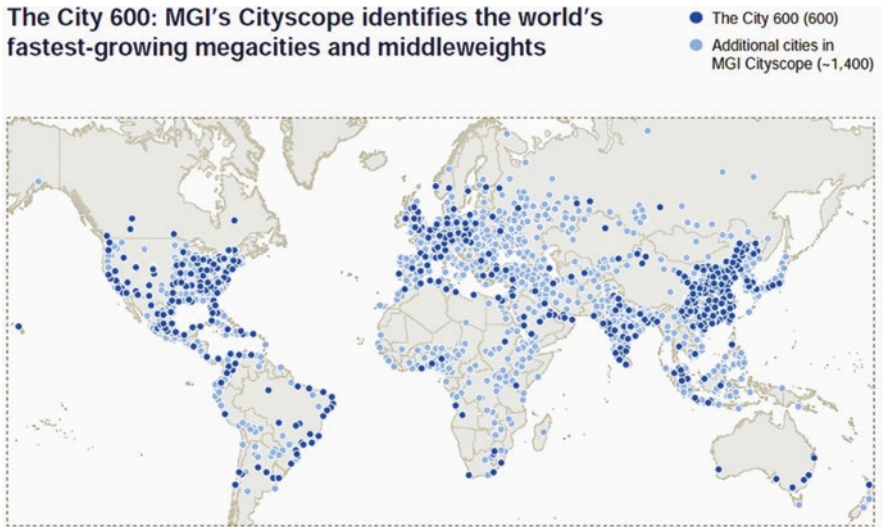 The City 600: MGI's Cityscope identifies the world's
fastest-growing megacities and middleweights
The City 600 (600)
Additional cities in
MGI Cityscope (~1,400)